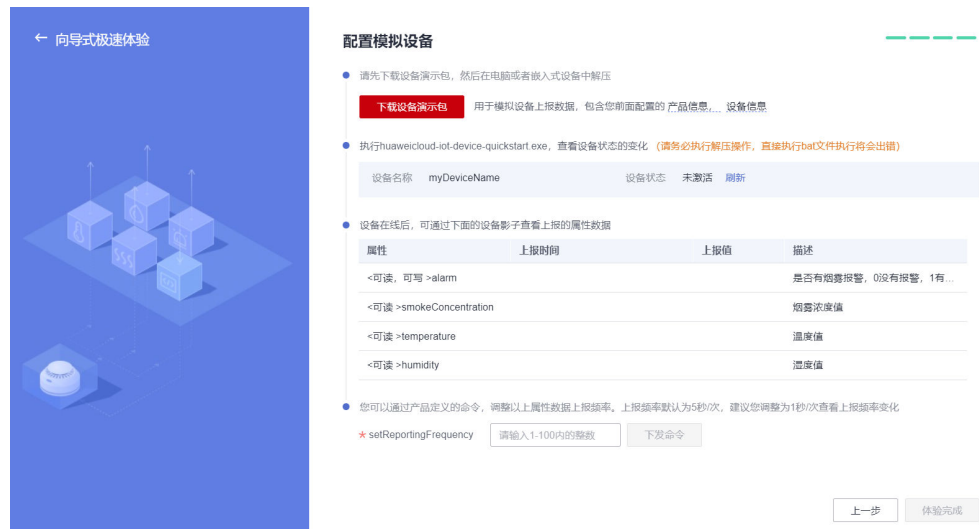 ← 向导式极速体验
配置模拟设备
请先下载设备演示包，然后在电脑或者嵌入式设备中解压
下载设备演示包 用于模拟设备上报数据，包含您前面配置的 产品信息， 设备信息
执行huaweicloud-iot-device-quickstart.exe，查看设备状态的变化 （请务必执行解压操作，直接执行bat文件执行将会出错）
设备名称 myDeviceName 设备状态 未激活 刷新
设备在线后，可通过下面的设备影子查看上报的属性数据
属性 上报时间 上报值 描述
<可读，可写 >alarm 是否有烟雾报警，0没有报警，1有...
<可读 >smokeConcentration 烟雾浓度值
<可读 >temperature 温度值
<可读 >humidity 湿度值
您可以通过产品定义的命令，调整以上属性数据上报频率。上报频率默认为5秒/次，建议您调整为1秒/次查看上报频率变化
* setReportingFrequency 请输入1-100内的整数 下发命令
上一步 体验完成